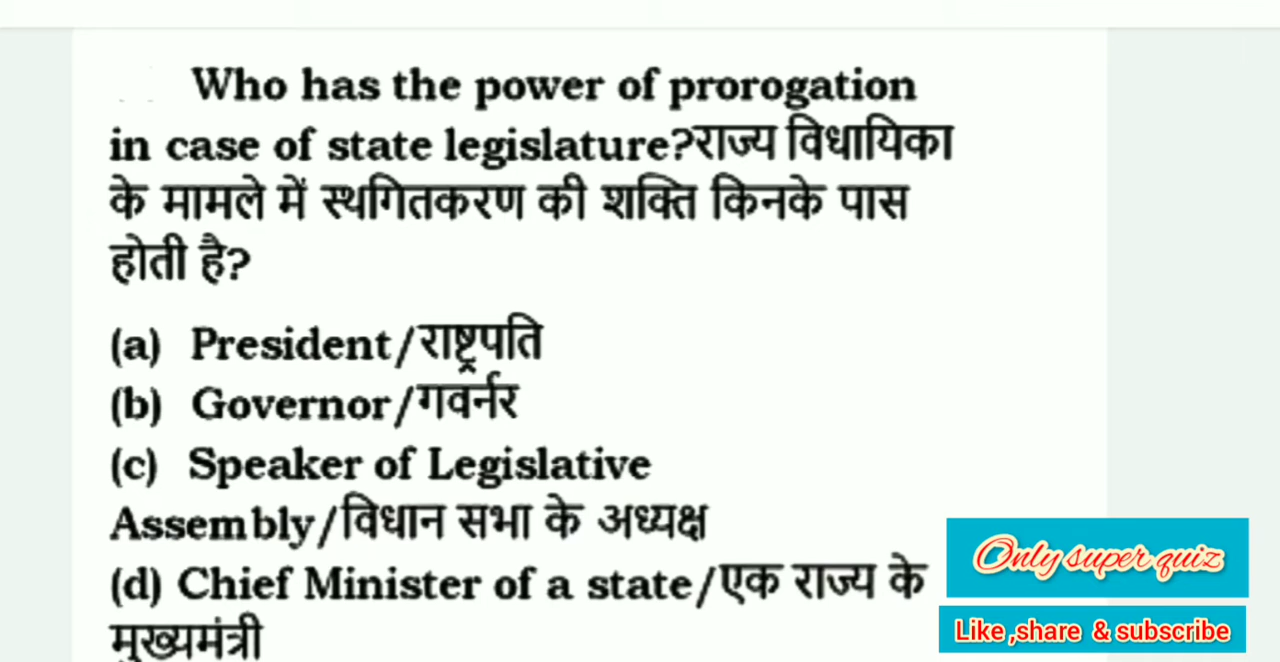 Who has the power of prorogation
in case of state legislature?राज्य विधायिका
के मामले में स्थगितकरण की शक्ति किनके पास
होती है?
(a) President/राष्ट्रपति
(b) Governor/गवर्नर
(c) Speaker of Legislative
Assembly/विधान सभा के अध्यक्ष
(d) Chief Minister of a state/एक राज्य के
मुख्यमंत्री
Only super quiz
Like ,share & subscribe